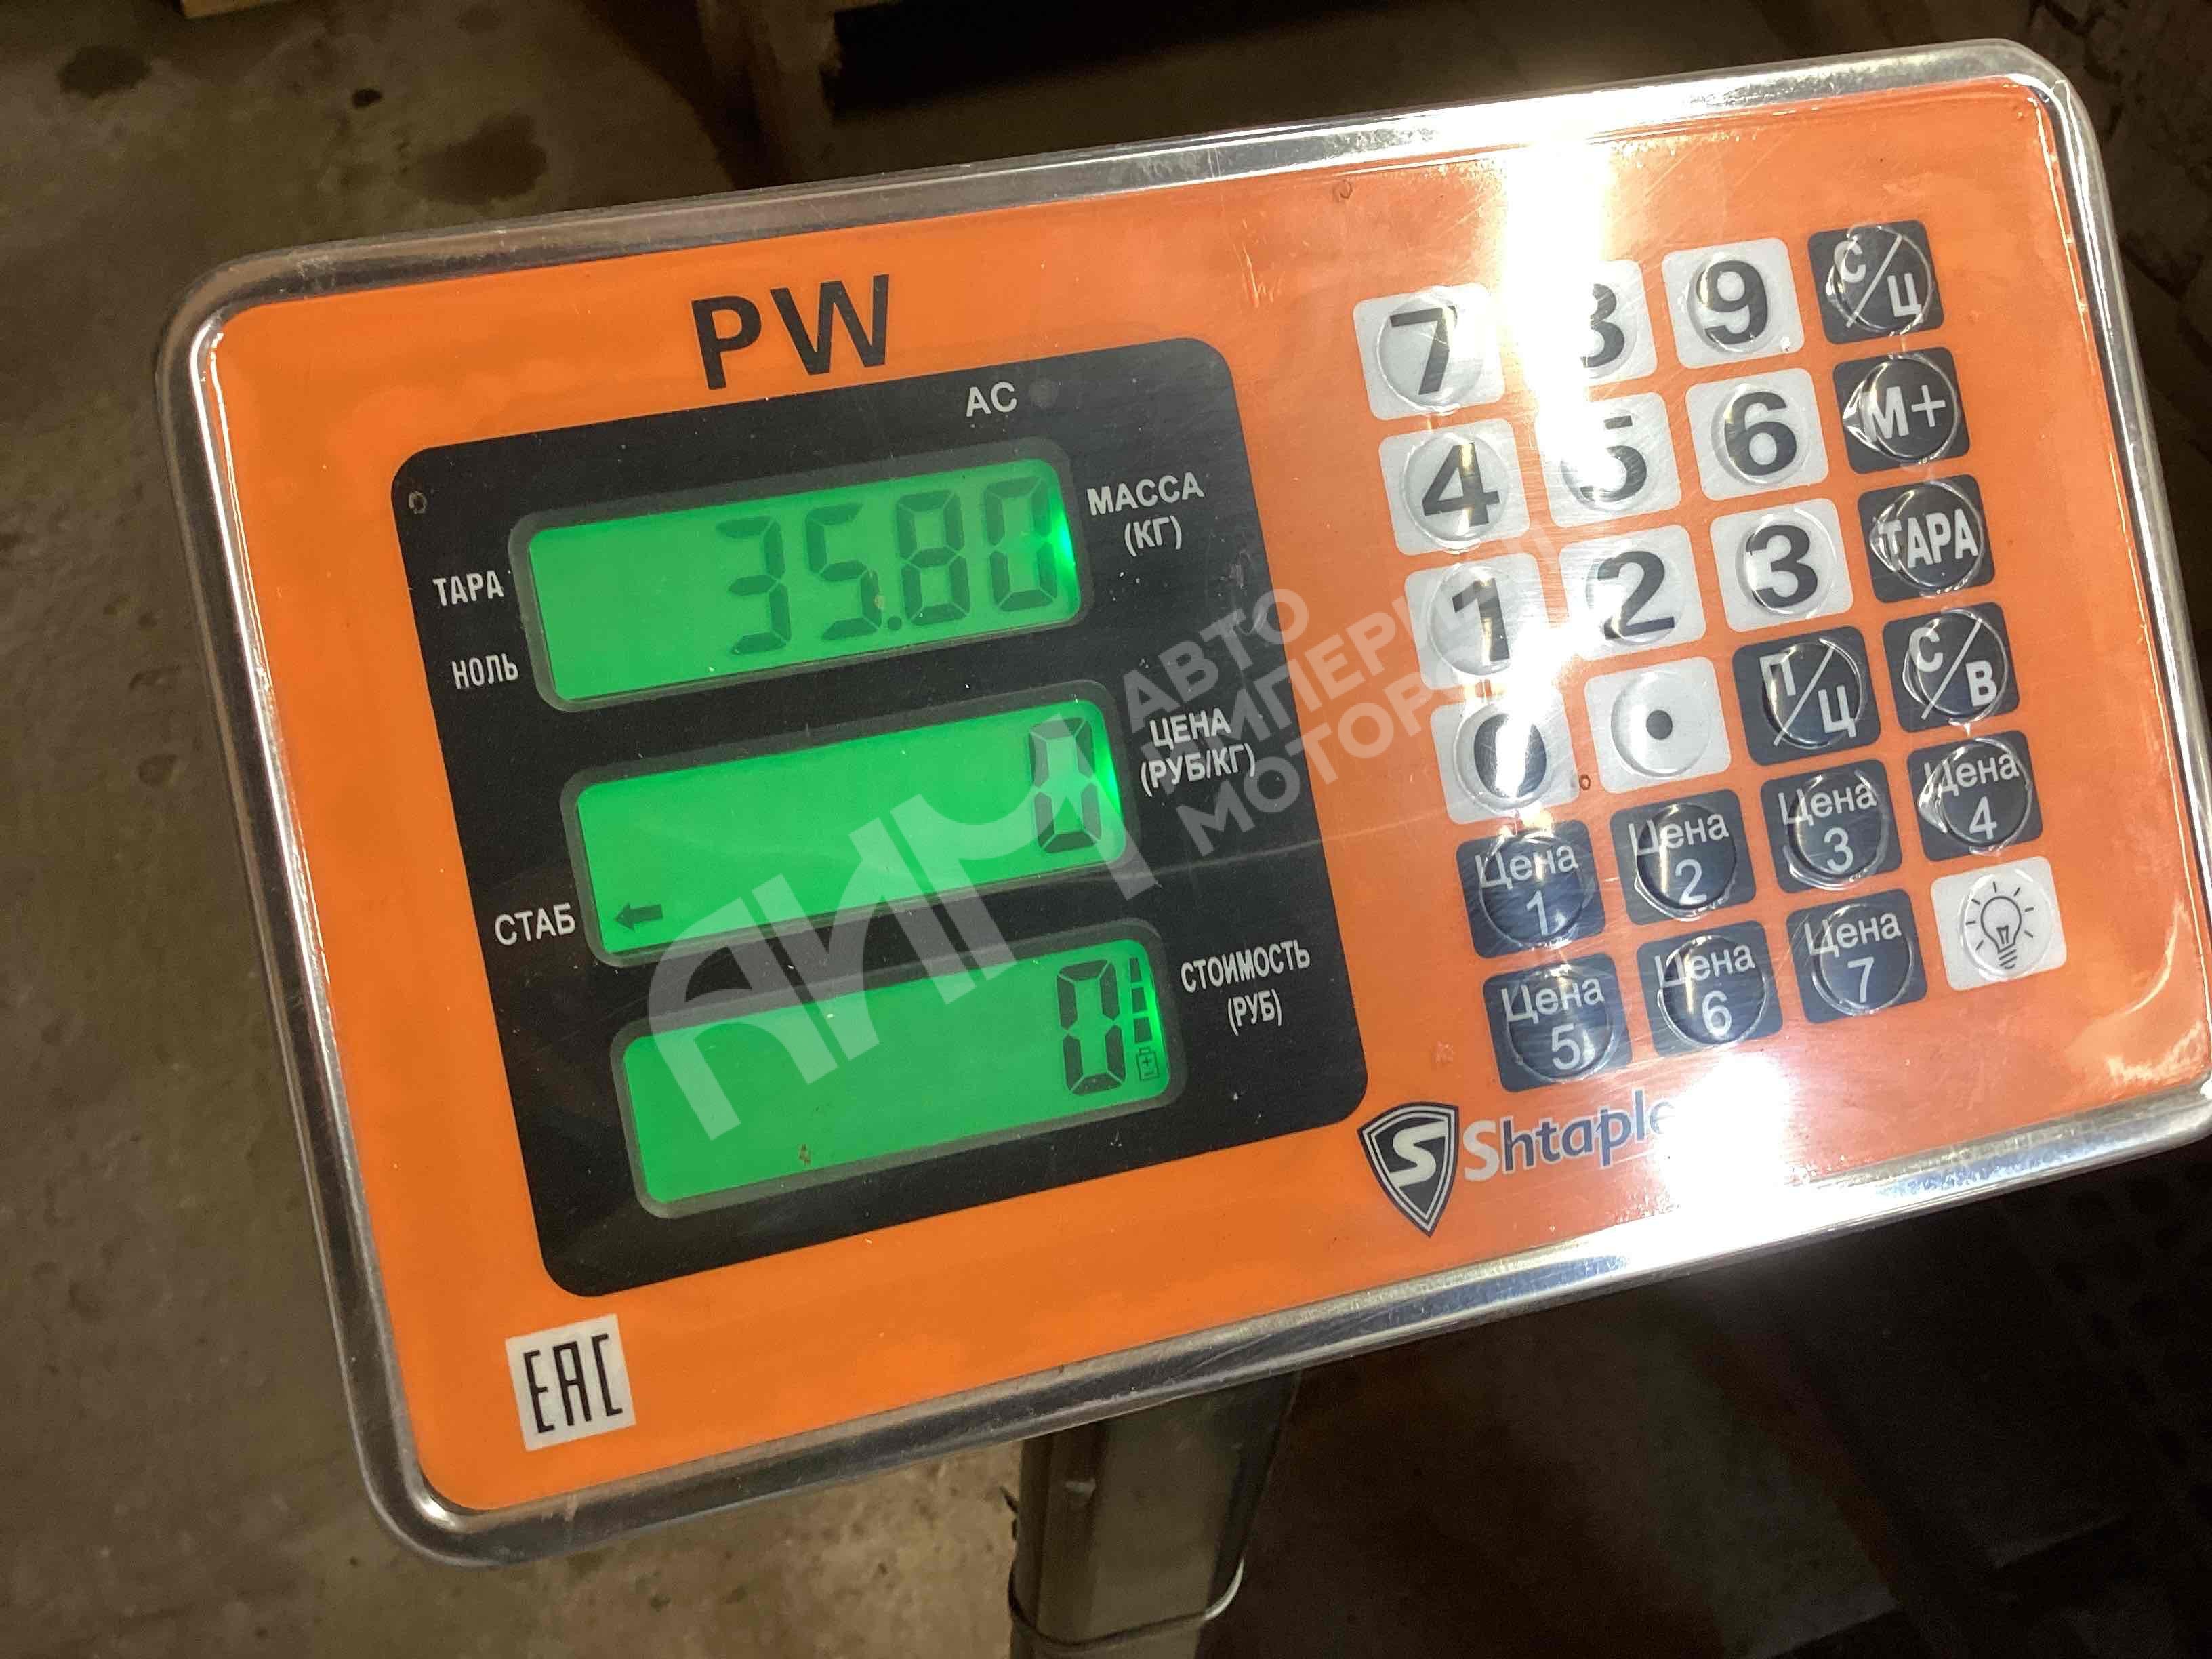 PW
AC
ТАРА
35.80
МАССА
(КГ)
НОЛЬ
0
ЦЕНА
(РУБ/КГ)
СТАБ
0
СТОИМОСТЬ
(РУБ)
7 8 9 С/Ц
4 5 6 М+
1 2 3 ТАРА
0 • П/Ц С/В
Цена 1 Цена 2 Цена 3 Цена 4
Цена 5 Цена 6 Цена 7
S Shtaple
EAC
АИМ
АВТО
ИМПЕРИЯ
МОТОРС